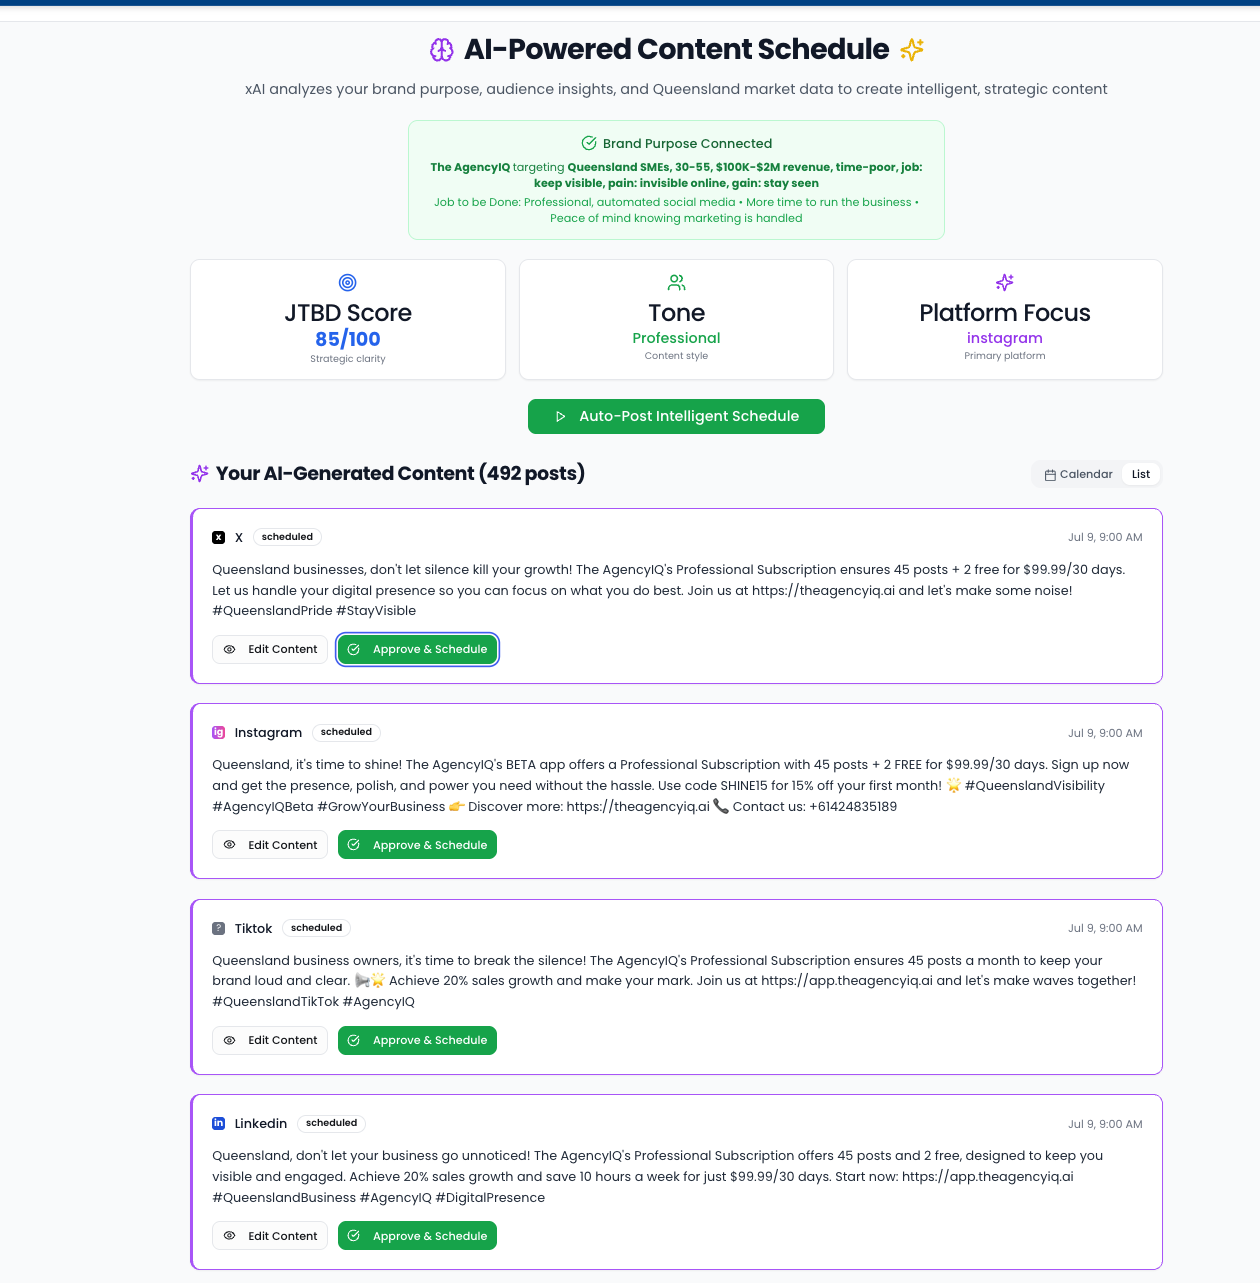 AI-Powered Content Schedule
xAI analyzes your brand purpose, audience insights, and Queensland market data to create intelligent, strategic content
Brand Purpose Connected
The AgencyIQ targeting Queensland SMEs, 30-55, $100K-$2M revenue, time-poor, job:
keep visible, pain: invisible online, gain: stay seen
Job to be Done: Professional, automated social media • More time to run the business •
Peace of mind knowing marketing is handled
JTBD Score
85/100
Strategic clarity
Tone
Professional
Content style
Platform Focus
instagram
Primary platform
Auto-Post Intelligent Schedule
Your AI-Generated Content (492 posts)
Calendar List
X X scheduled Jul 9, 9:00 AM
Queensland businesses, don't let silence kill your growth! The AgencyIQ's Professional Subscription ensures 45 posts + 2 free for $99.99/30 days.
Let us handle your digital presence so you can focus on what you do best. Join us at https://theagencyiq.ai and let's make some noise!
#QueenslandPride #StayVisible
Edit Content Approve & Schedule
ig Instagram scheduled Jul 9, 9:00 AM
Queensland, it's time to shine! The AgencyIQ's BETA app offers a Professional Subscription with 45 posts + 2 FREE for $99.99/30 days. Sign up now
and get the presence, polish, and power you need without the hassle. Use code SHINE15 for 15% off your first month! 🌟 #QueenslandVisibility
#AgencyIQBeta #GrowYourBusiness 👉 Discover more: https://theagencyiq.ai 📞 Contact us: +61424835189
Edit Content Approve & Schedule
? Tiktok scheduled Jul 9, 9:00 AM
Queensland business owners, it's time to break the silence! The AgencyIQ's Professional Subscription ensures 45 posts a month to keep your
brand loud and clear. 📢🌟 Achieve 20% sales growth and make your mark. Join us at https://app.theagencyiq.ai and let's make waves together!
#QueenslandTikTok #AgencyIQ
Edit Content Approve & Schedule
in Linkedin scheduled Jul 9, 9:00 AM
Queensland, don't let your business go unnoticed! The AgencyIQ's Professional Subscription offers 45 posts and 2 free, designed to keep you
visible and engaged. Achieve 20% sales growth and save 10 hours a week for just $99.99/30 days. Start now: https://app.theagencyiq.ai
#QueenslandBusiness #AgencyIQ #DigitalPresence
Edit Content Approve & Schedule